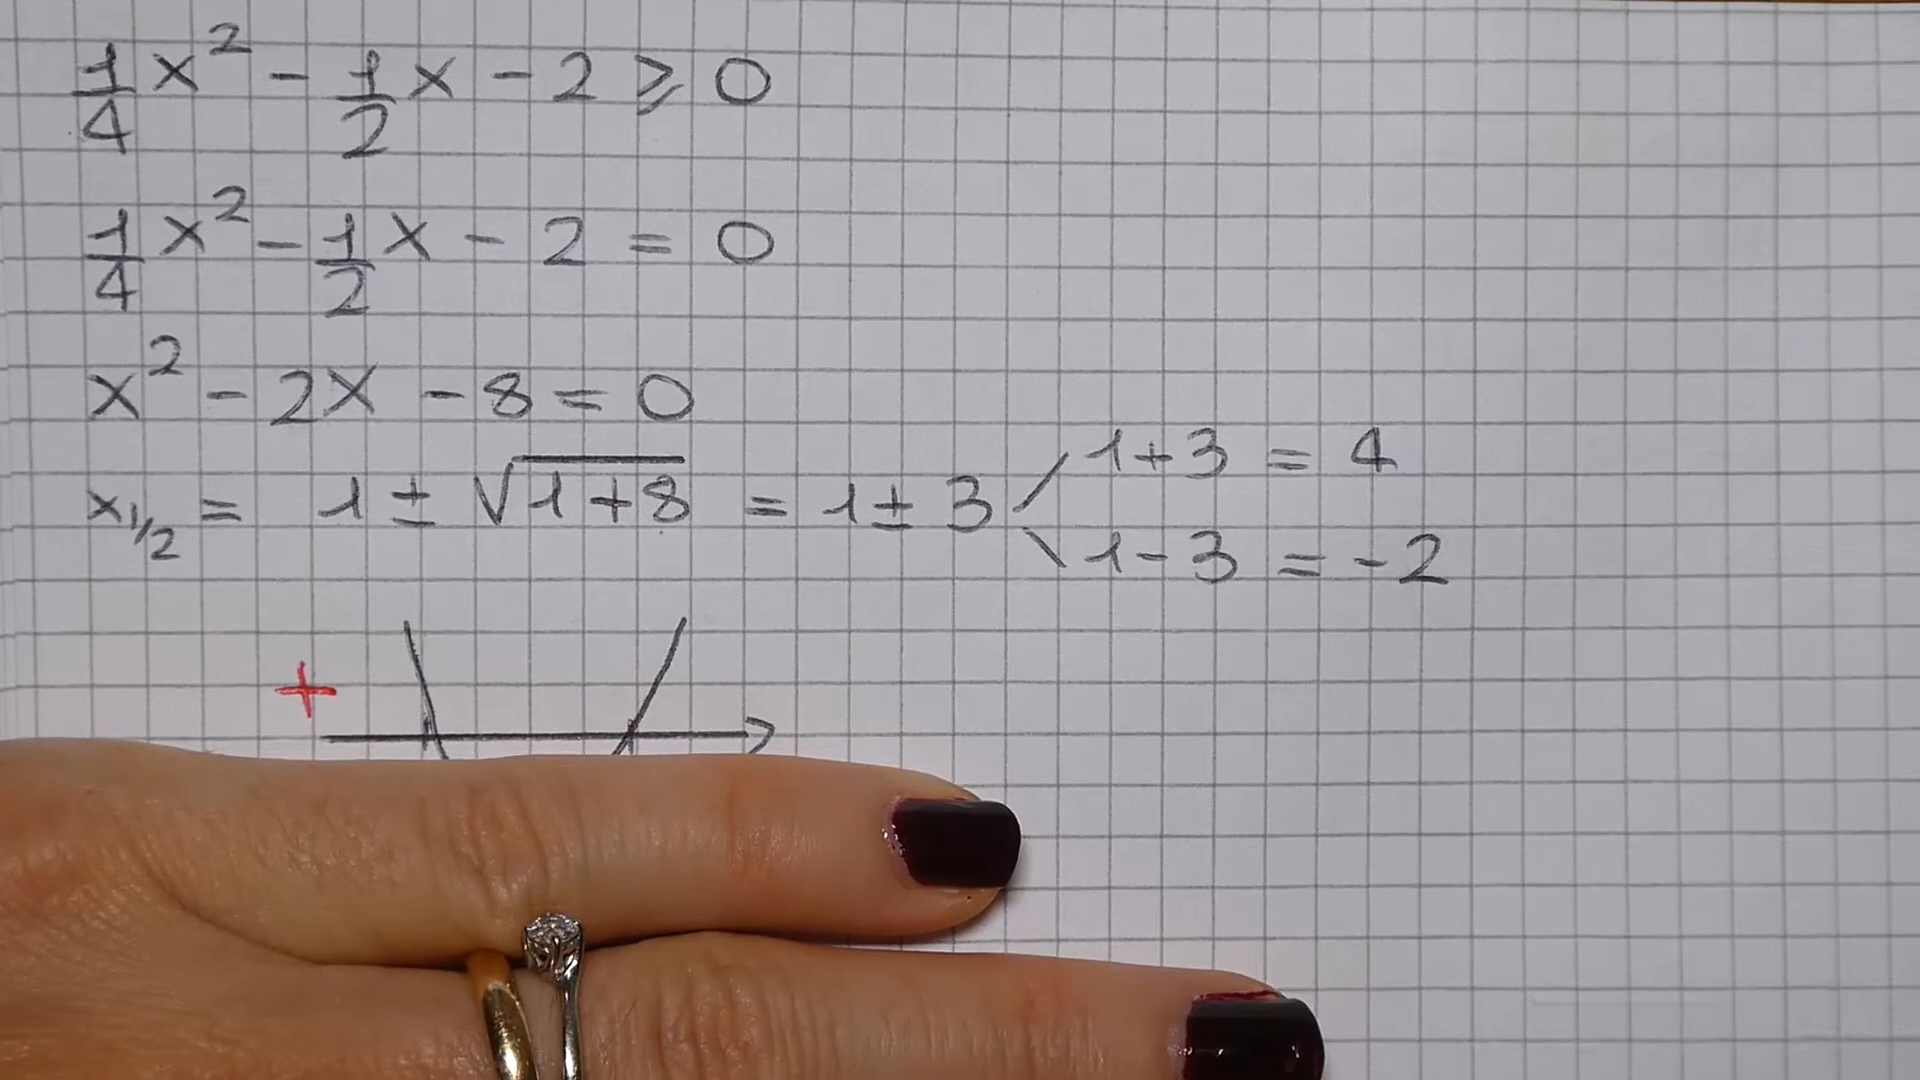 1/4 x² - 1/2 x - 2 ⩾ 0
1/4 x² - 1/2 x - 2 = 0
x² - 2x - 8 = 0
x1/2 = 1 ± √(1+8) = 1 ± 3
1+3 = 4
1-3 = -2
+